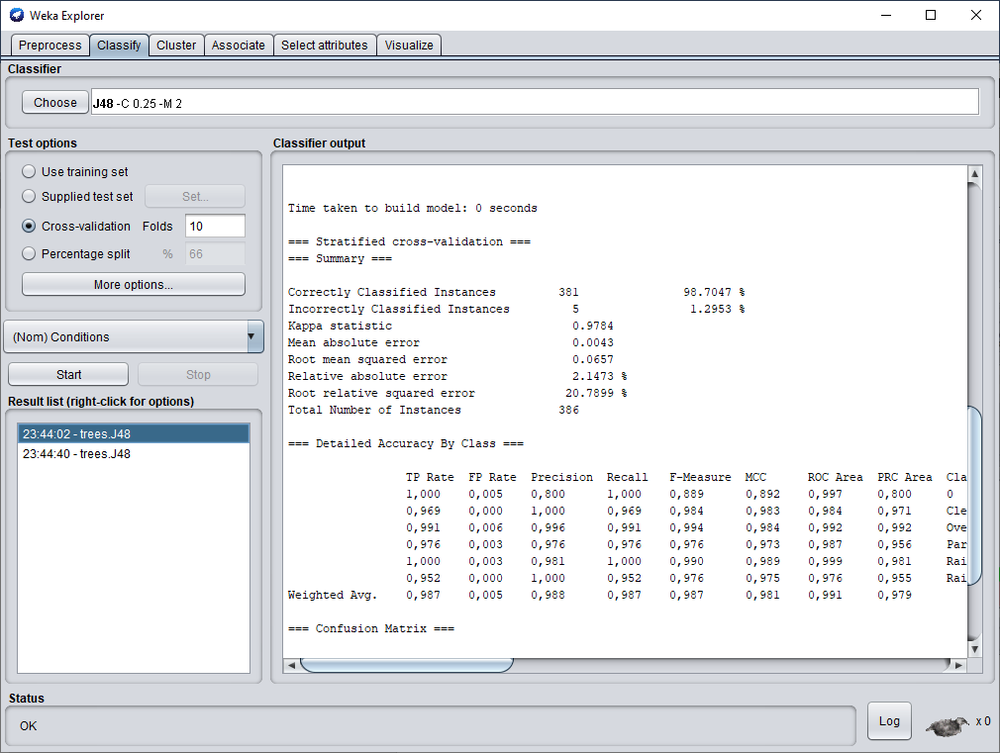 Weka Explorer
Preprocess Classify Cluster Associate Select attributes Visualize
Classifier
Choose J48 -C 0.25 -M 2
Test options
Use training set
Supplied test set Set...
Cross-validation Folds 10
Percentage split % 66
More options...
(Nom) Conditions
Start Stop
Result list (right-click for options)
23:44:02 - trees.J48
23:44:40 - trees.J48
Classifier output
Time taken to build model: 0 seconds
=== Stratified cross-validation ===
=== Summary ===
Correctly Classified Instances 381 98.7047 %
Incorrectly Classified Instances 5 1.2953 %
Kappa statistic 0.9784
Mean absolute error 0.0043
Root mean squared error 0.0657
Relative absolute error 2.1473 %
Root relative squared error 20.7899 %
Total Number of Instances 386
=== Detailed Accuracy By Class ===
TP Rate FP Rate Precision Recall F-Measure MCC ROC Area PRC Area Cla
1,000 0,005 0,800 1,000 0,889 0,892 0,997 0,800 0
0,969 0,000 1,000 0,969 0,984 0,983 0,984 0,971 Cle
0,991 0,006 0,996 0,991 0,994 0,984 0,992 0,992 Ove
0,976 0,003 0,976 0,976 0,976 0,973 0,987 0,956 Par
1,000 0,003 0,981 1,000 0,990 0,989 0,999 0,981 Rai
0,952 0,000 1,000 0,952 0,976 0,975 0,976 0,955 Rai
Weighted Avg. 0,987 0,005 0,988 0,987 0,987 0,981 0,991 0,979
=== Confusion Matrix ===
Status
OK
Log x 0